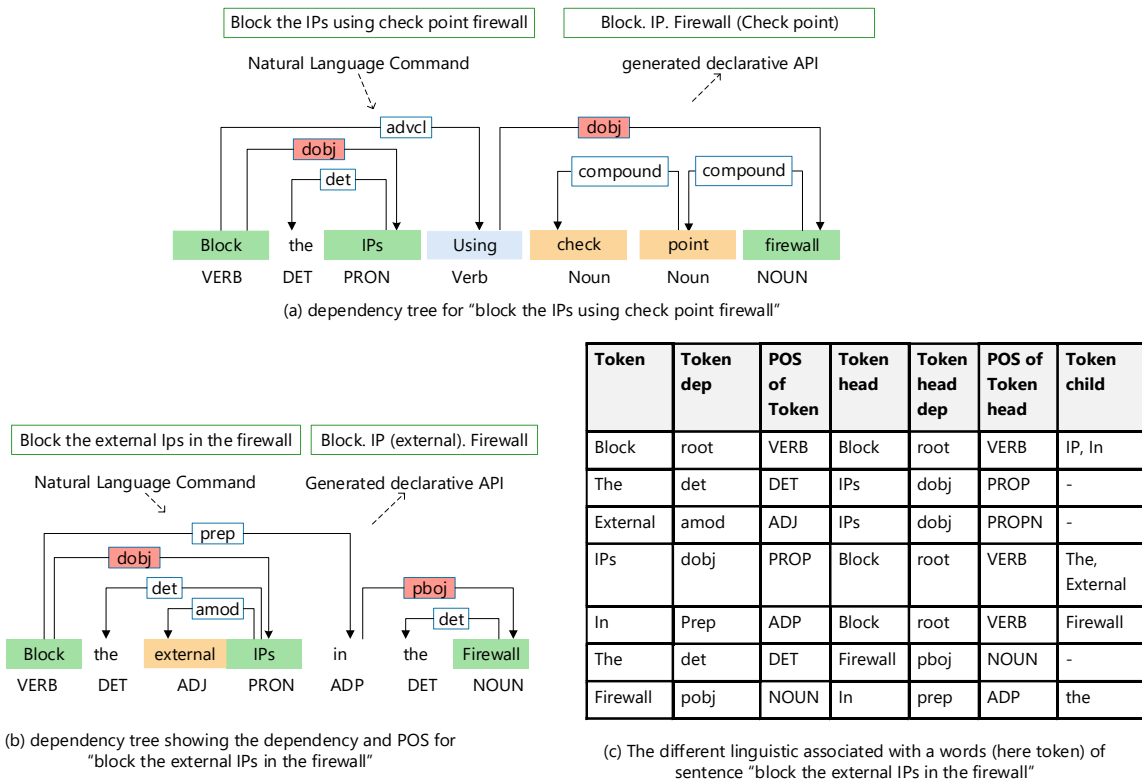 Block the IPs using check point firewall
Block. IP. Firewall (Check point)
Natural Language Command
generated declarative API
advcl
dobj
dobj
det
compound
compound
Block the IPs Using check point firewall
VERB DET PRON Verb Noun Noun NOUN
(a) dependency tree for “block the IPs using check point firewall”
Block the external Ips in the firewall
Block. IP (external). Firewall
Natural Language Command
Generated declarative API
prep
dobj
det
pboj
amod
det
Block the external IPs in the Firewall
VERB DET ADJ PRON ADP DET NOUN
(b) dependency tree showing the dependency and POS for
“block the external IPs in the firewall”
Token Token dep POS of Token Token head Token head dep POS of Token head Token child
Block root VERB Block root VERB IP, In
The det DET IPs dobj PROP -
External amod ADJ IPs dobj PROPN -
IPs dobj PROP Block root VERB The, External
In Prep ADP Block root VERB Firewall
The det DET Firewall pboj NOUN -
Firewall pobj NOUN In prep ADP the
(c) The different linguistic associated with a words (here token) of
sentence “block the external IPs in the firewall”